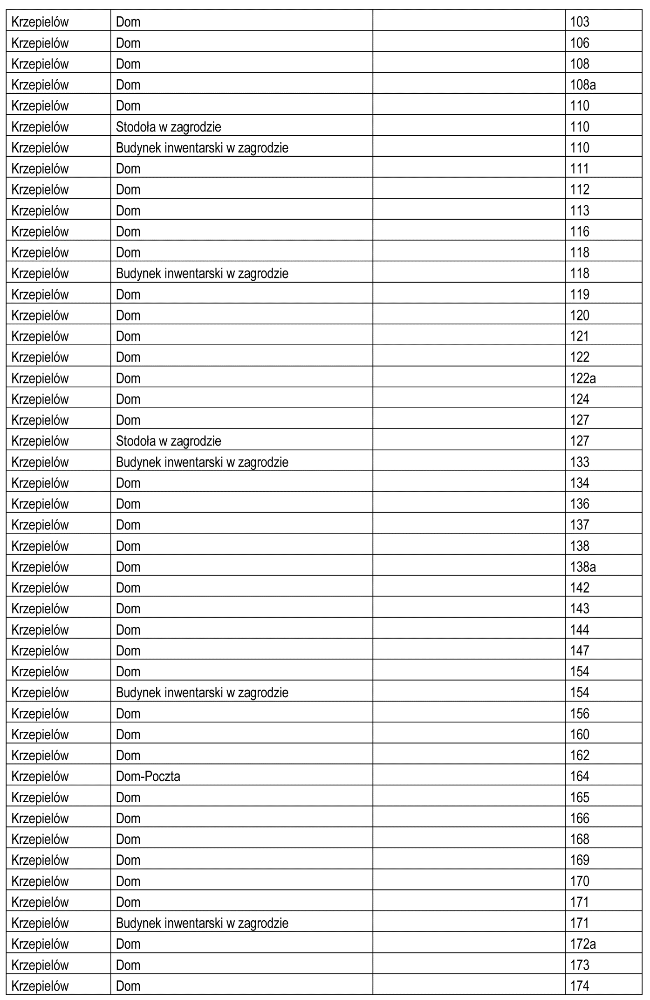 Krzepielów Dom 103
Krzepielów Dom 106
Krzepielów Dom 108
Krzepielów Dom 108a
Krzepielów Dom 110
Krzepielów Stodoła w zagrodzie 110
Krzepielów Budynek inwentarski w zagrodzie 110
Krzepielów Dom 111
Krzepielów Dom 112
Krzepielów Dom 113
Krzepielów Dom 116
Krzepielów Dom 118
Krzepielów Budynek inwentarski w zagrodzie 118
Krzepielów Dom 119
Krzepielów Dom 120
Krzepielów Dom 121
Krzepielów Dom 122
Krzepielów Dom 122a
Krzepielów Dom 124
Krzepielów Dom 127
Krzepielów Stodoła w zagrodzie 127
Krzepielów Budynek inwentarski w zagrodzie 133
Krzepielów Dom 134
Krzepielów Dom 136
Krzepielów Dom 137
Krzepielów Dom 138
Krzepielów Dom 138a
Krzepielów Dom 142
Krzepielów Dom 143
Krzepielów Dom 144
Krzepielów Dom 147
Krzepielów Dom 154
Krzepielów Budynek inwentarski w zagrodzie 154
Krzepielów Dom 156
Krzepielów Dom 160
Krzepielów Dom 162
Krzepielów Dom-Poczta 164
Krzepielów Dom 165
Krzepielów Dom 166
Krzepielów Dom 168
Krzepielów Dom 169
Krzepielów Dom 170
Krzepielów Dom 171
Krzepielów Budynek inwentarski w zagrodzie 171
Krzepielów Dom 172a
Krzepielów Dom 173
Krzepielów Dom 174